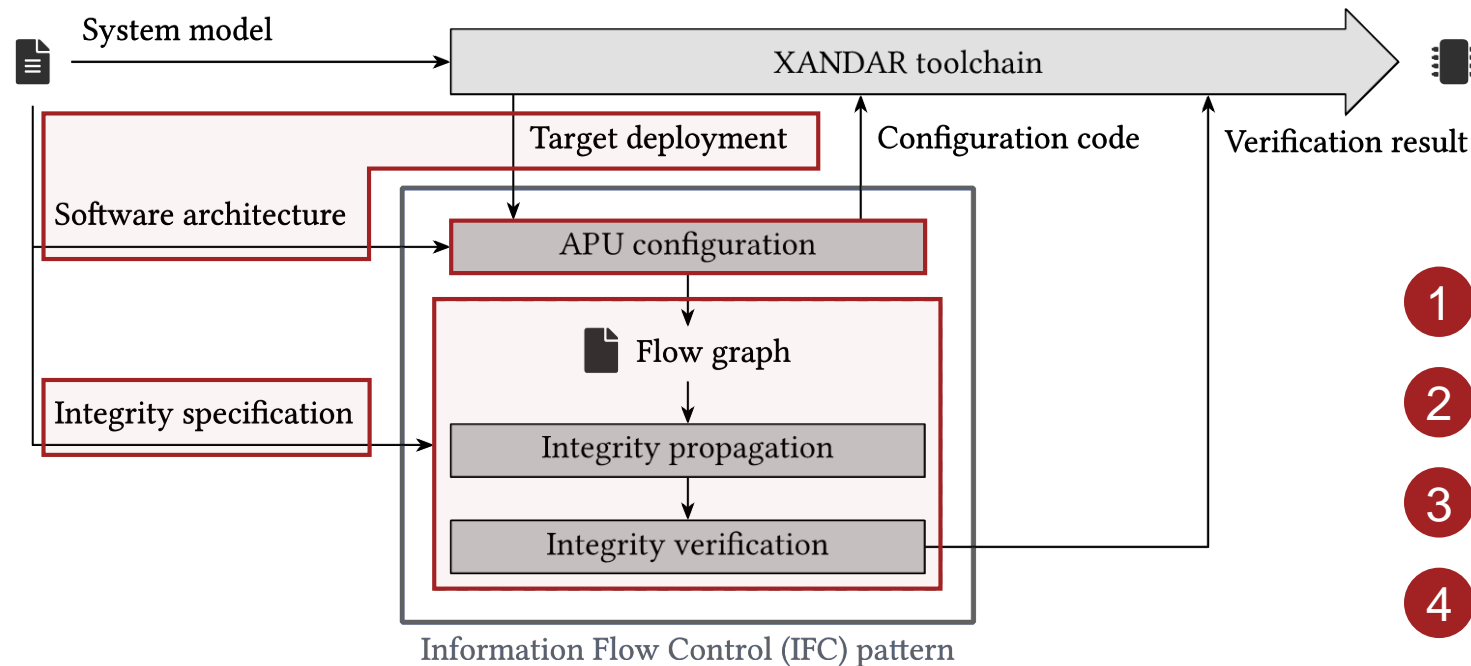 System model
XANDAR toolchain
Target deployment
Configuration code
Verification result
Software architecture
APU configuration
1
Flow graph
2
Integrity specification
Integrity propagation
3
Integrity verification
4
Information Flow Control (IFC) pattern